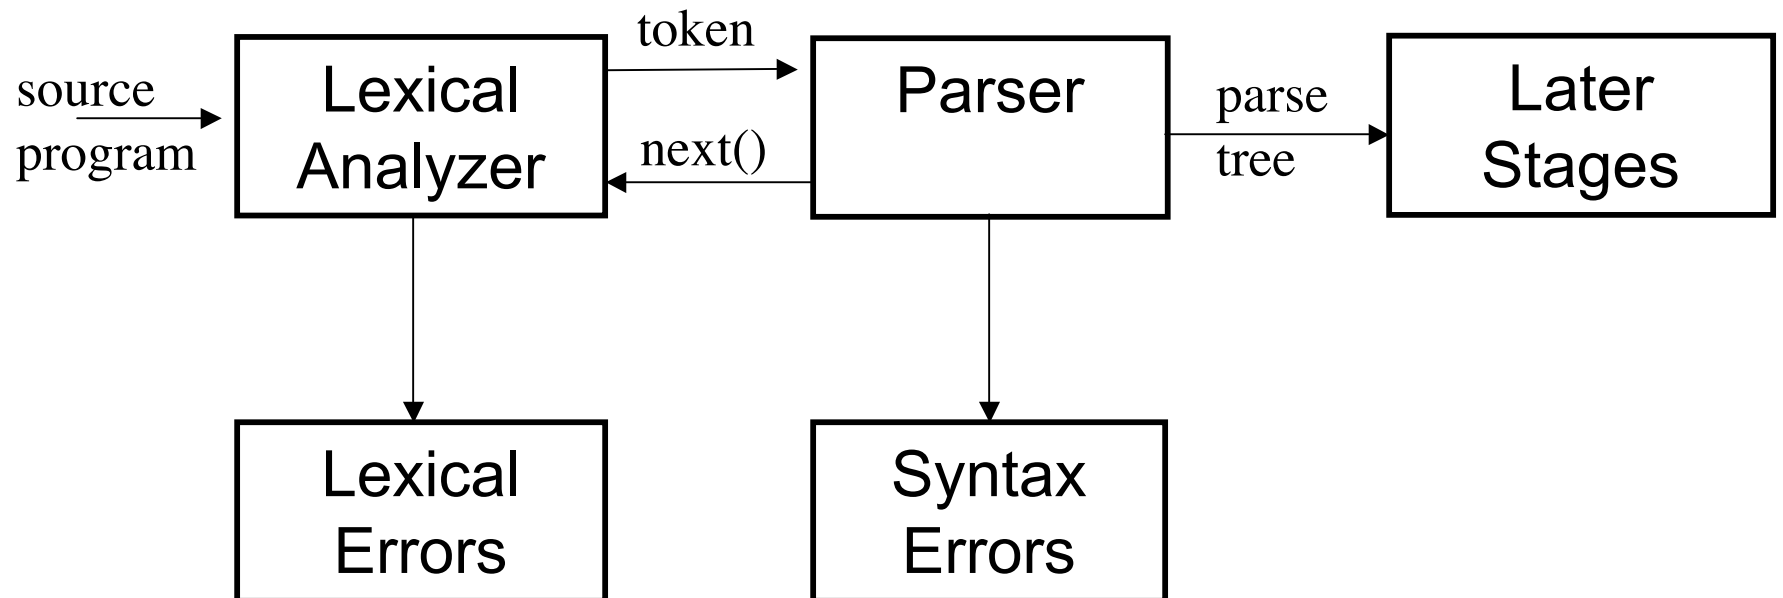 source
program
Lexical
Analyzer
token
next()
Parser
parse
tree
Later
Stages
Lexical
Errors
Syntax
Errors